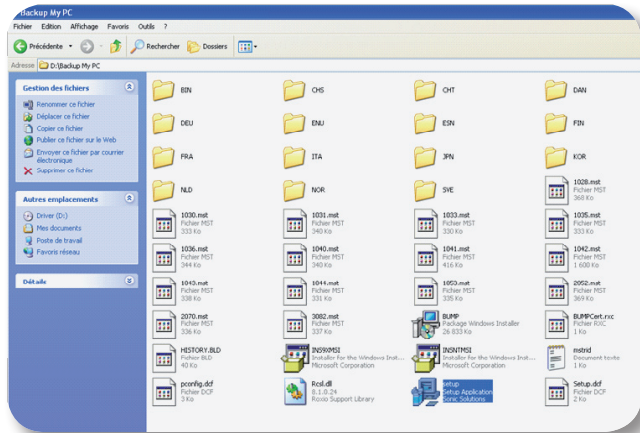 Backup My PC
Fichier Edition Affichage Favoris Outils ?
Précédente Rechercher Dossiers
Adresse D:\Backup My PC
Gestion des fichiers
Renommer ce fichier
Déplacer ce fichier
Copier ce fichier
Publier ce fichier sur le Web
Envoyer ce fichier par courrier
électronique
Supprimer ce fichier
Autres emplacements
Driver (D:)
Mes documents
Poste de travail
Favoris réseau
Détails
BIN CHS CHT DAN
DEU ENU ESN FIN
FRA ITA JPN KOR
NLD NOR SVE
1028.mst
Fichier MST
368 Ko
1030.mst
Fichier MST
333 Ko
1031.mst
Fichier MST
340 Ko
1033.mst
Fichier MST
330 Ko
1035.mst
Fichier MST
333 Ko
1036.mst
Fichier MST
344 Ko
1040.mst
Fichier MST
340 Ko
1041.mst
Fichier MST
416 Ko
1042.mst
Fichier MST
1 600 Ko
1043.mst
Fichier MST
338 Ko
1044.mst
Fichier MST
331 Ko
1053.mst
Fichier MST
335 Ko
2052.mst
Fichier MST
369 Ko
2070.mst
Fichier MST
336 Ko
3082.mst
Fichier MST
337 Ko
BUMP
Package Windows Installer
26 833 Ko
BUMPCert.rxc
Fichier RXC
1 Ko
HISTORY.BLD
Fichier BLD
40 Ko
INS9XMSI
Installer for the Windows Inst...
Microsoft Corporation
INSNTMSI
Installer for the Windows Inst...
Microsoft Corporation
mstrid
Document texte
1 Ko
pconfig.dcf
Fichier DCF
3 Ko
Rcsl.dll
8.1.0.24
Roxio Support Library
setup
Setup Application
Sonic Solutions
Setup.dcf
Fichier DCF
2 Ko